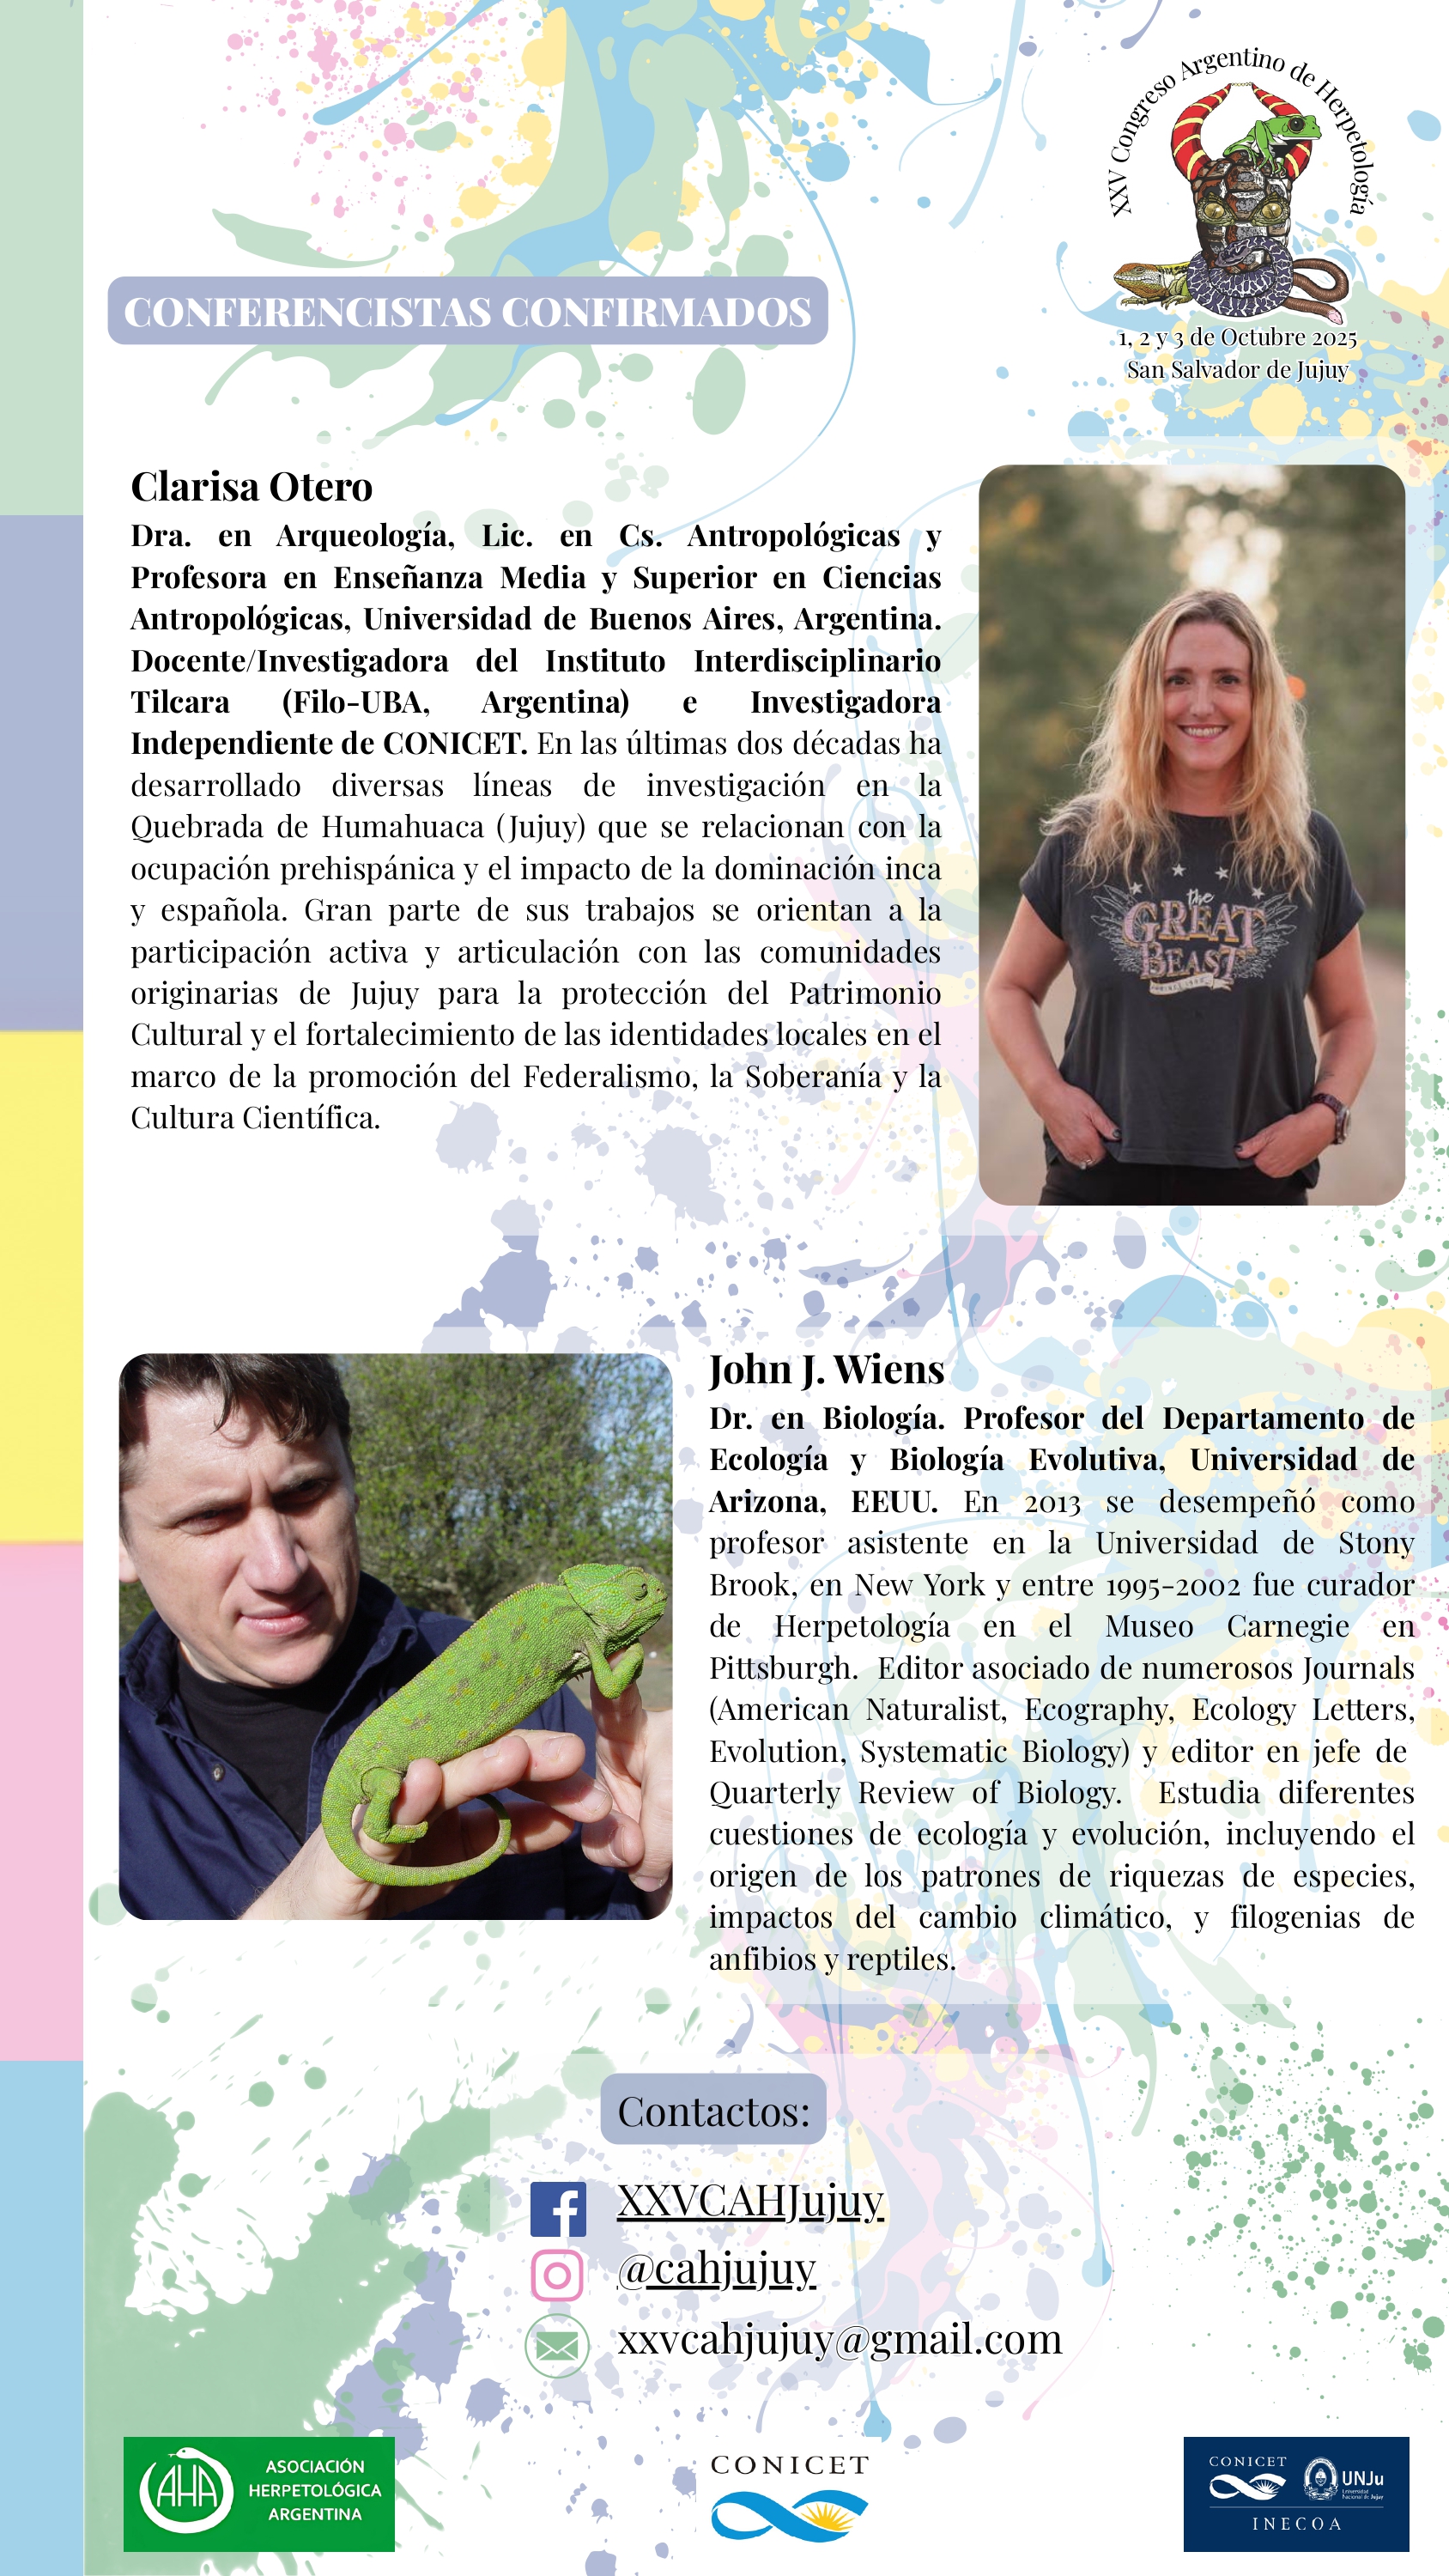 XXV Congreso Argentino de Herpetología
1, 2 y 3 de Octubre 2025
San Salvador de Jujuy
CONFERENCISTAS CONFIRMADOS
Clarisa Otero
Dra. en Arqueología, Lic. en Cs. Antropológicas y
Profesora en Enseñanza Media y Superior en Ciencias
Antropológicas, Universidad de Buenos Aires, Argentina.
Docente/Investigadora del Instituto Interdisciplinario
Tilcara (Filo-UBA, Argentina) e Investigadora
Independiente de CONICET. En las últimas dos décadas ha
desarrollado diversas líneas de investigación en la
Quebrada de Humahuaca (Jujuy) que se relacionan con la
ocupación prehispánica y el impacto de la dominación inca
y española. Gran parte de sus trabajos se orientan a la
participación activa y articulación con las comunidades
originarias de Jujuy para la protección del Patrimonio
Cultural y el fortalecimiento de las identidades locales en el
marco de la promoción del Federalismo, la Soberanía y la
Cultura Científica.
the
GREAT
BEAST
John J. Wiens
Dr. en Biología. Profesor del Departamento de
Ecología y Biología Evolutiva, Universidad de
Arizona, EEUU. En 2013 se desempeñó como
profesor asistente en la Universidad de Stony
Brook, en New York y entre 1995-2002 fue curador
de Herpetología en el Museo Carnegie en
Pittsburgh. Editor asociado de numerosos Journals
(American Naturalist, Ecography, Ecology Letters,
Evolution, Systematic Biology) y editor en jefe de
Quarterly Review of Biology. Estudia diferentes
cuestiones de ecología y evolución, incluyendo el
origen de los patrones de riquezas de especies,
impactos del cambio climático, y filogenias de
anfibios y reptiles.
Contactos:
XXVCAHJujuy
@cahjujuy
xxvcahjujuy@gmail.com
AHA
ASOCIACIÓN
HERPETOLÓGICA
ARGENTINA
CONICET
CONICET
UNJu
Universidad
Nacional de Jujuy
INECOA